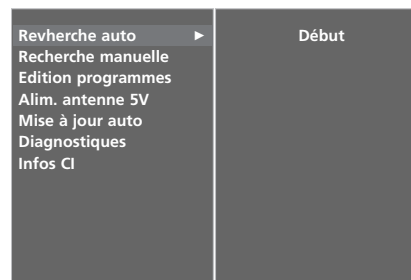 Revherche auto ► Début
Recherche manuelle
Edition programmes
Alim. antenne 5V
Mise à jour auto
Diagnostiques
Infos CI